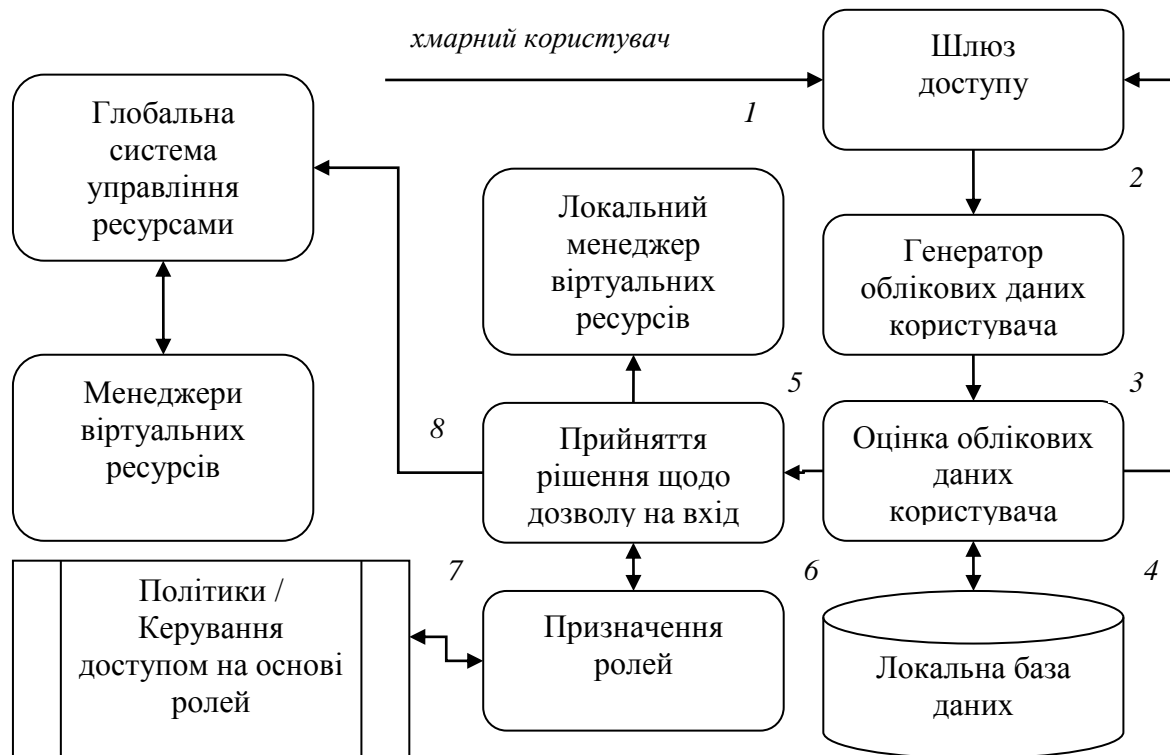 хмарний користувач
1
Шлюз
доступу
2
Глобальна
система
управління
ресурсами
Локальний
менеджер
віртуальних
ресурсів
Генератор
облікових даних
користувача
3
5
Менеджери
віртуальних
ресурсів
8
Прийняття
рішення щодо
дозволу на вхід
Оцінка облікових
даних
користувача
Політики /
Керування
доступом на основі
ролей
7
Призначення
ролей
6
4
Локальна база
даних